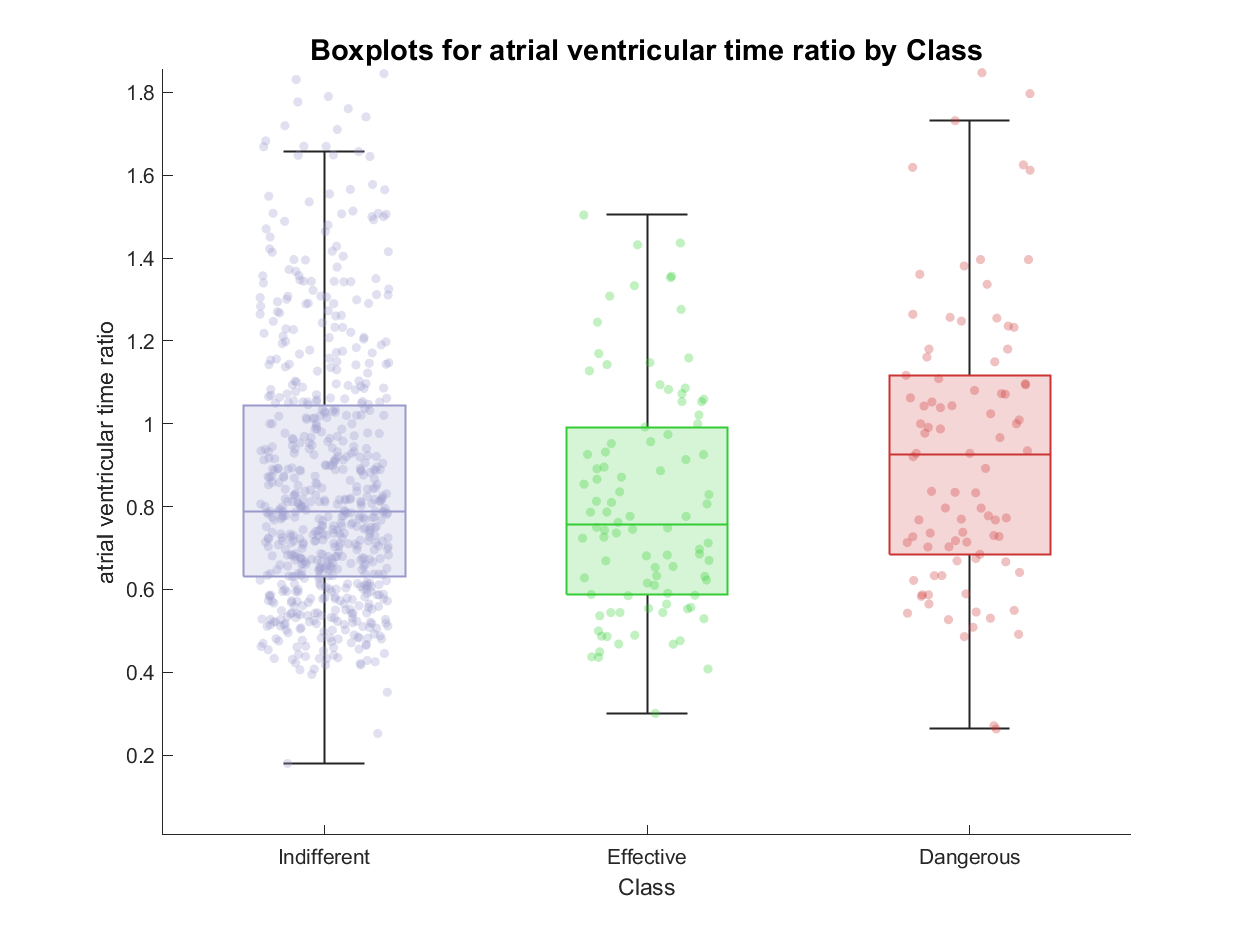 Boxplots for atrial ventricular time ratio by Class
1.8
1.6
1.4
1.2
1
0.8
0.6
0.4
0.2
atrial ventricular time ratio
Indifferent
Effective
Dangerous
Class